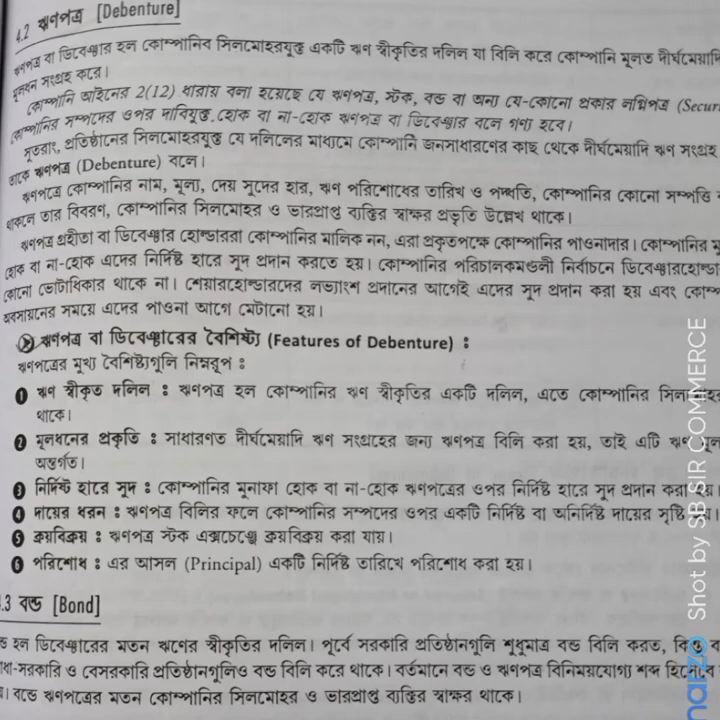 4.2 ঋণপত্র [Debenture]
ঋণপত্র বা ডিবেঞ্চার হল কোম্পানির সিলমোহরযুক্ত একটি ঋণ স্বীকৃতির দলিল যা বিলি করে কোম্পানি মূলত দীর্ঘমেয়াদি
মূলধন সংগ্রহ করে।
কোম্পানি আইনের 2(12) ধারায় বলা হয়েছে যে ঋণপত্র, স্টক, বন্ড বা অন্য যে-কোনো প্রকার লগ্নিপত্র (Secur
কোম্পানির সম্পদের ওপর দাবিযুক্ত হোক বা না-হোক ঋণপত্র বা ডিবেঞ্চার বলে গণ্য হবে।
সুতরাং, প্রতিষ্ঠানের সিলমোহরযুক্ত যে দলিলের মাধ্যমে কোম্পানি জনসাধারণের কাছ থেকে দীর্ঘমেয়াদি ঋণ সংগ্রহ
তাকে ঋণপত্র (Debenture) বলে।
ঋণপত্রে কোম্পানির নাম, মূল্য, দেয় সুদের হার, ঋণ পরিশোধের তারিখ ও পদ্ধতি, কোম্পানির কোনো সম্পত্তি
থাকলে তার বিবরণ, কোম্পানির সিলমোহর ও ভারপ্রাপ্ত ব্যক্তির স্বাক্ষর প্রভৃতি উল্লেখ থাকে।
ঋণপত্র গ্রহীতা বা ডিবেঞ্চার হোল্ডাররা কোম্পানির মালিক নন, এরা প্রকৃতপক্ষে কোম্পানির পাওনাদার। কোম্পানির
হোক বা না-হোক এদের নির্দিষ্ট হারে সুদ প্রদান করতে হয়। কোম্পানির পরিচালকমণ্ডলী নির্বাচনে ডিবেঞ্চারহোল্ডা
কোনো ভোটাধিকার থাকে না। শেয়ারহোল্ডারদের লভ্যাংশ প্রদানের আগেই এদের সুদ প্রদান করা হয় এবং কোম্প
অবসায়নের সময়ে এদের পাওনা আগে মেটানো হয়।
ঋণপত্র বা ডিবেঞ্চারের বৈশিষ্ট্য (Features of Debenture) :
ঋণপত্রের মুখ্য বৈশিষ্ট্যগুলি নিম্নরূপ :
1 ঋণ স্বীকৃত দলিল : ঋণপত্র হল কোম্পানির ঋণ স্বীকৃতির একটি দলিল, এতে কোম্পানির সিলমোহর
থাকে।
2 মূলধনের প্রকৃতি : সাধারণত দীর্ঘমেয়াদি ঋণ সংগ্রহের জন্য ঋণপত্র বিলি করা হয়, তাই এটি ঋণ মূল
অন্তর্গত।
3 নির্দিষ্ট হারে সুদ : কোম্পানির মুনাফা হোক বা না-হোক ঋণপত্রের ওপর নির্দিষ্ট হারে সুদ প্রদান করা হয়।
4 দায়ের ধরন : ঋণপত্র বিলির ফলে কোম্পানির সম্পদের ওপর একটি নির্দিষ্ট বা অনির্দিষ্ট দায়ের সৃষ্টি হয়।
5 ক্রয়বিক্রয় : ঋণপত্র স্টক এক্সচেঞ্জে ক্রয়বিক্রয় করা যায়।
6 পরিশোধ : এর আসল (Principal) একটি নির্দিষ্ট তারিখে পরিশোধ করা হয়।
.3 বন্ড [Bond]
হল ডিবেঞ্চারের মতন ঋণের স্বীকৃতির দলিল। পূর্বে সরকারি প্রতিষ্ঠানগুলি শুধুমাত্র বন্ড বিলি করত, কিন্তু
ধা-সরকারি ও বেসরকারি প্রতিষ্ঠানগুলিও বন্ড বিলি করে থাকে। বর্তমানে বন্ড ও ঋণপত্র বিনিময়যোগ্য শব্দ হিসেবে
। বন্ডে ঋণপত্রের মতন কোম্পানির সিলমোহর ও ভারপ্রাপ্ত ব্যক্তির স্বাক্ষর থাকে।
narzo Shot by SB SIR COMMERCE